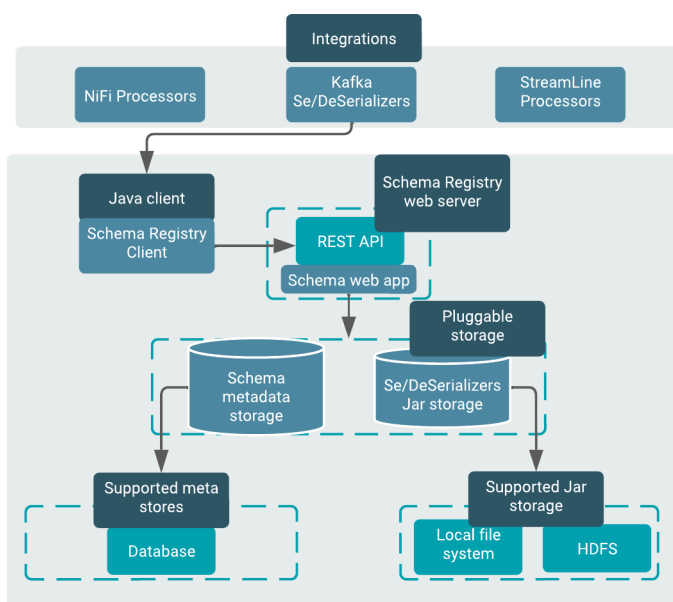 Integrations
NiFi Processors
Kafka
Se/DeSerializers
StreamLine
Processors
Java client
Schema Registry
Client
Schema Registry
web server
REST API
Schema web app
Pluggable
storage
Schema
metadata
storage
Se/DeSerializers
Jar storage
Supported meta
stores
Database
Supported Jar
storage
Local file
system
HDFS